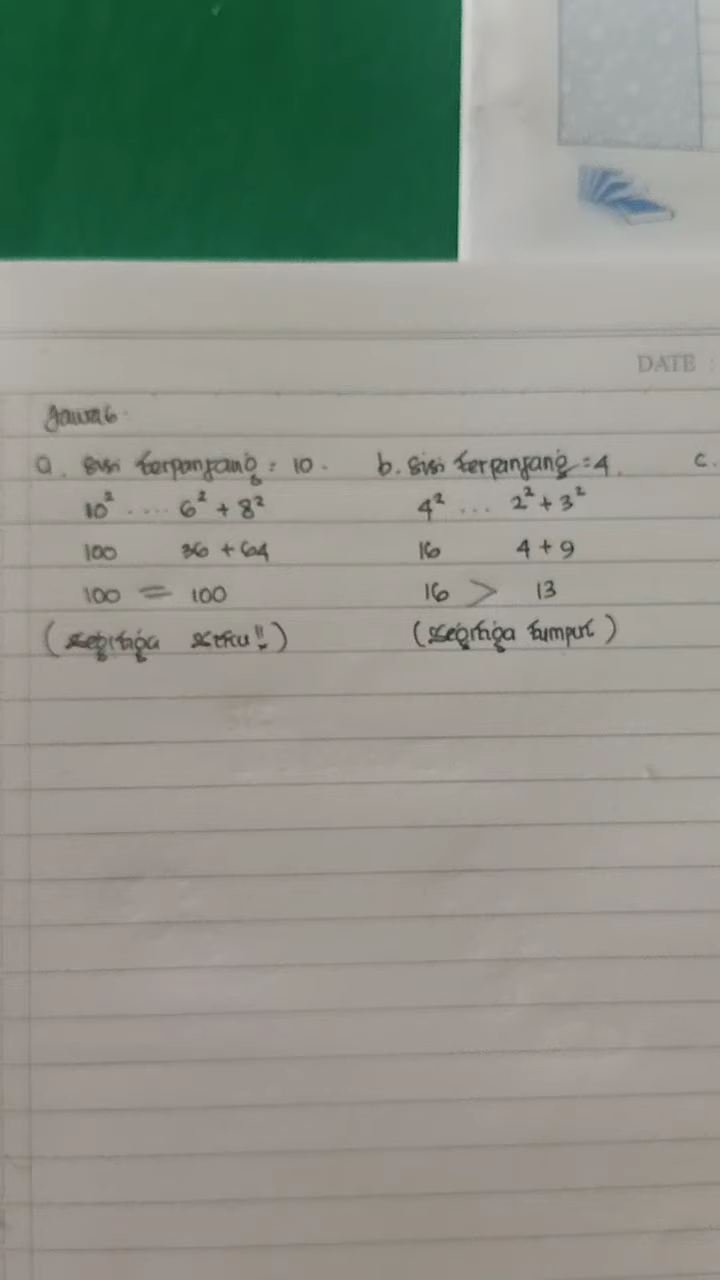 DATE :
Jawab :
a. sisi terpanjang = 10. b. sisi terpanjang = 4. c.
10² .... 6² + 8² 4² ... 2² + 3²
100 36 + 64 16 4 + 9
100 = 100 16 > 13
(segitiga siku!!) (segitiga tumpul)